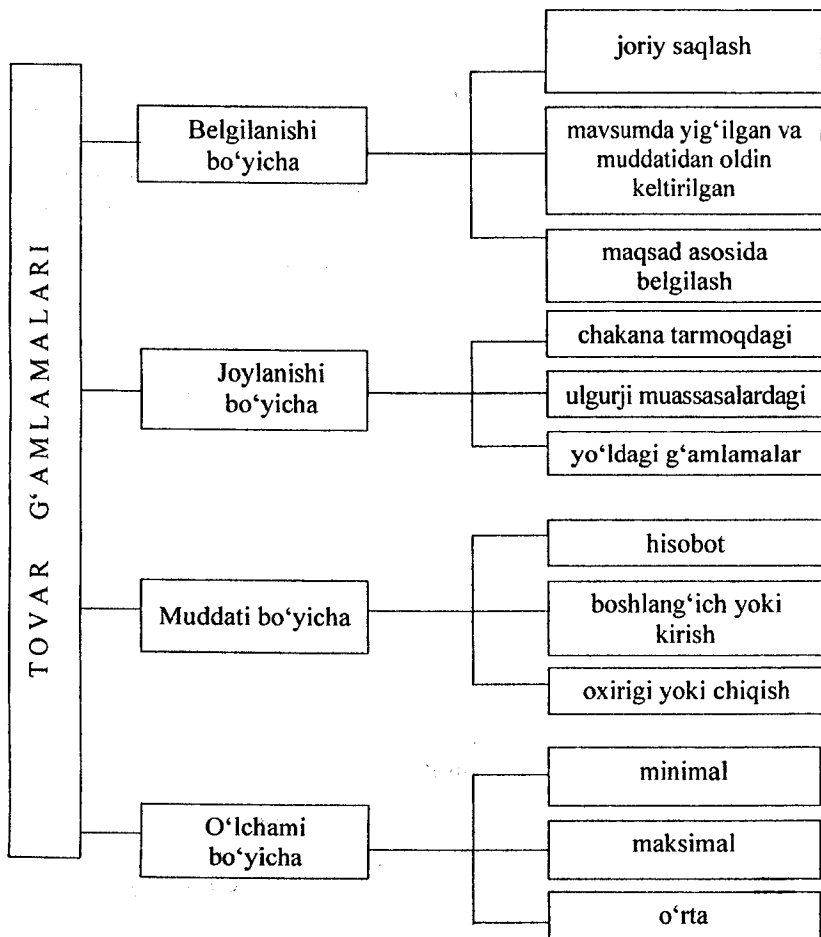 TOVAR G‘AMLAMALARI
Belgilanishi
bo‘yicha
joriy saqlash
mavsumda yig‘ilgan va
muddatidan oldin
keltirilgan
maqsad asosida
belgilash
Joylanishi
bo‘yicha
chakana tarmoqdagi
ulgurji muassasalardagi
yo‘ldagi g‘amlamalar
Muddati bo‘yicha
hisobot
boshlang‘ich yoki
kirish
oxirigi yoki chiqish
O‘lchami
bo‘yicha
minimal
maksimal
o‘rta